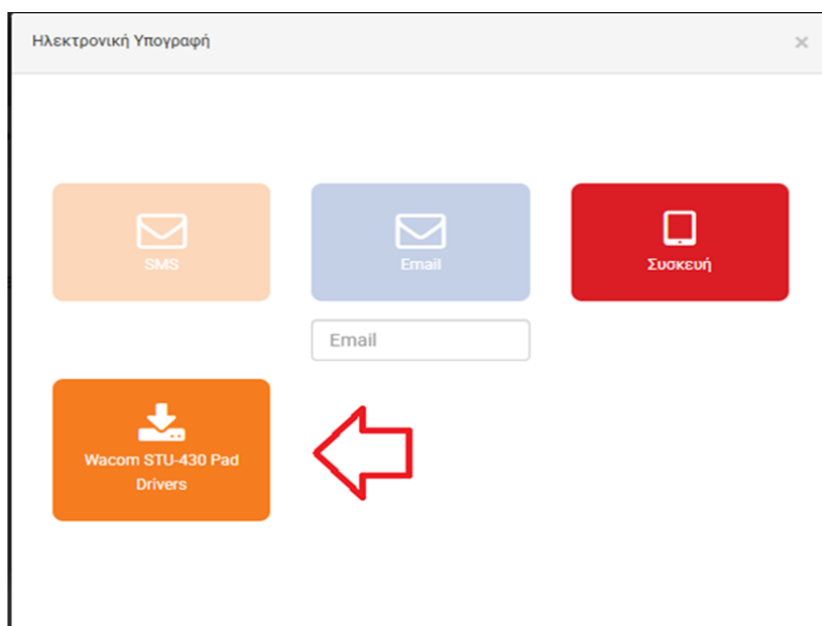 Ηλεκτρονική Υπογραφή
SMS
Email
Συσκευή
Email
Wacom STU-430 Pad
Drivers